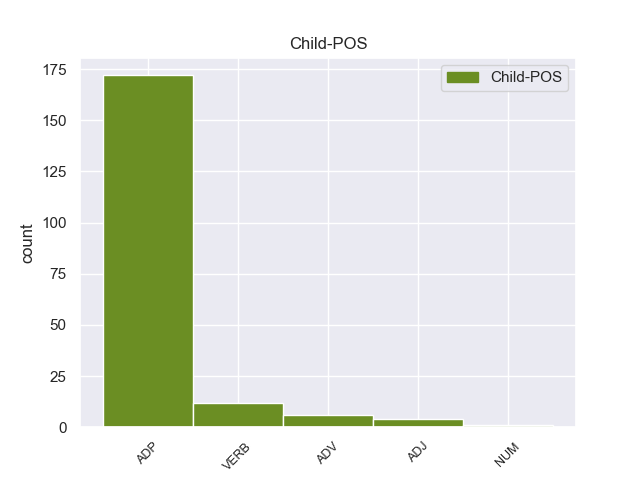 Child-POS
Child-POS
175
150
125
100
75
50
25
0
count
ADP
VERB
ADV
ADJ
NUM